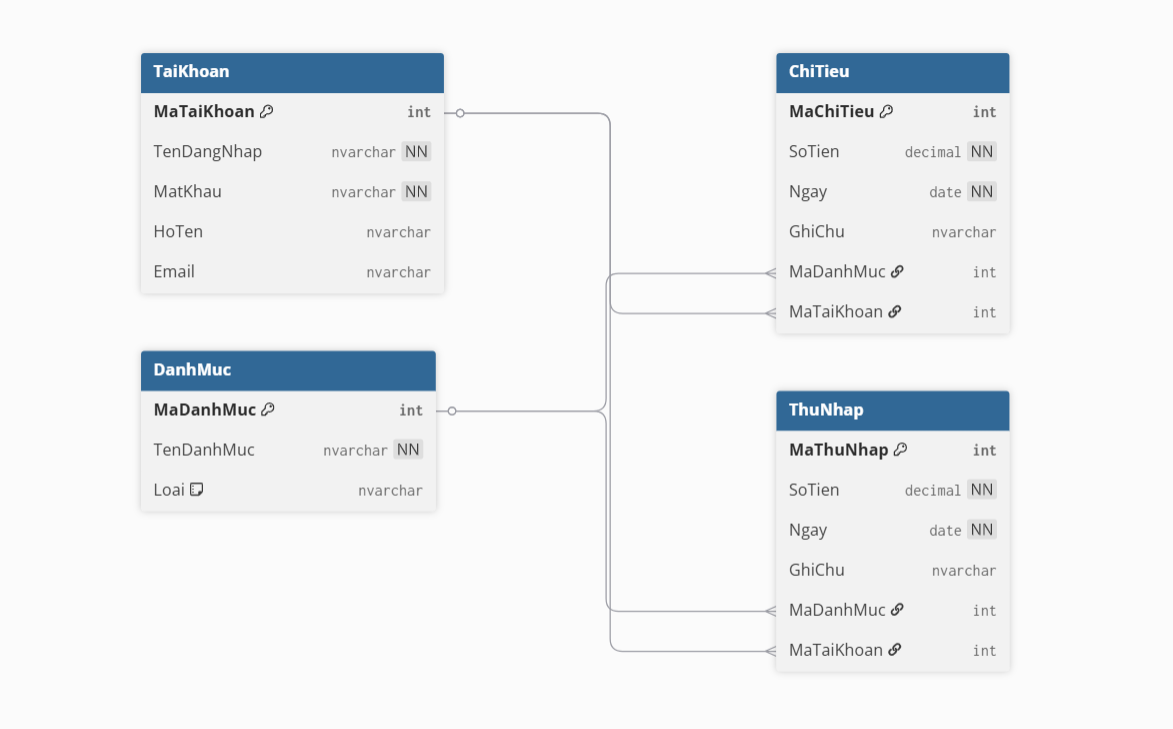 TaiKhoan
MaTaiKhoan int
TenDangNhap nvarchar NN
MatKhau nvarchar NN
HoTen nvarchar
Email nvarchar
DanhMuc
MaDanhMuc int
TenDanhMuc nvarchar NN
Loai nvarchar
ChiTieu
MaChiTieu int
SoTien decimal NN
Ngay date NN
GhiChu nvarchar
MaDanhMuc int
MaTaiKhoan int
ThuNhap
MaThuNhap int
SoTien decimal NN
Ngay date NN
GhiChu nvarchar
MaDanhMuc int
MaTaiKhoan int